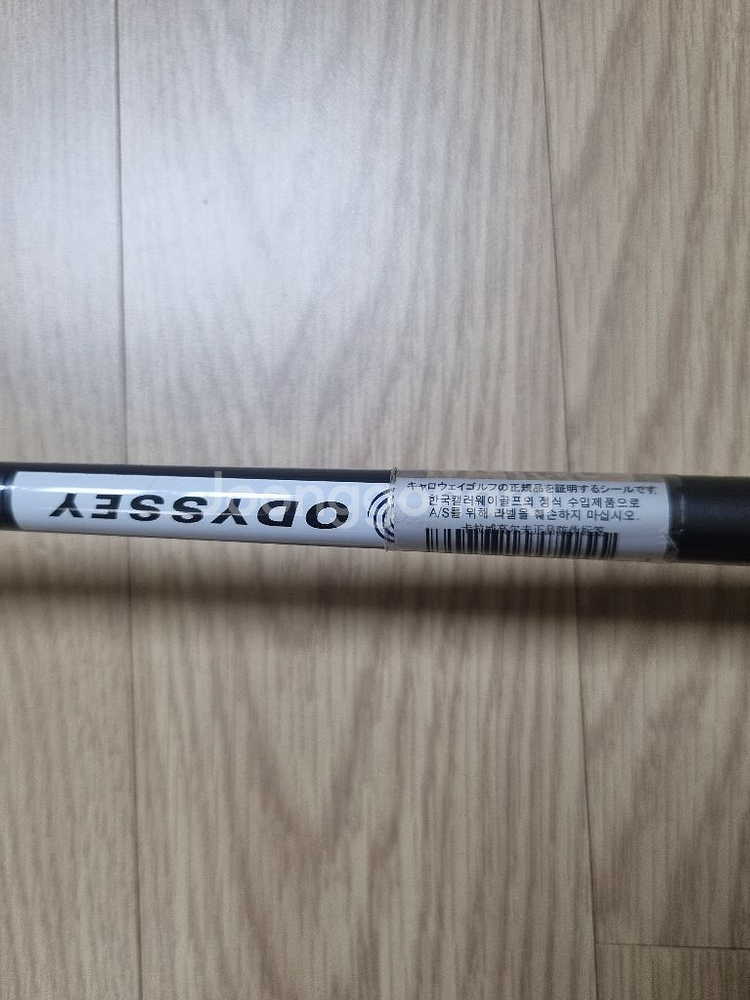 ODYSSEY
キャロウェイゴルフの正規品を証明するシールです。
한국캘러웨이골프의 정식 수입제품으로
A/S를 위해 라벨을 훼손하지 마십시오.